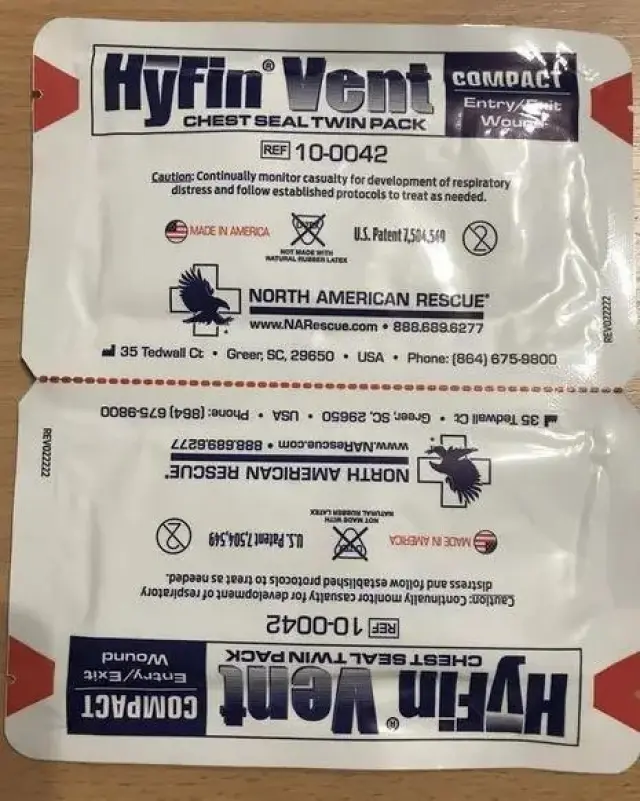 HyFin® Vent
CHEST SEAL TWIN PACK
COMPACT
Entry/Exit
Wound
REF 10-0042
Caution: Continually monitor casualty for development of respiratory
distress and follow established protocols to treat as needed.
MADE IN AMERICA
LATEX
NOT MADE WITH
NATURAL RUBBER LATEX
U.S. Patent 7,504,549
2
NORTH AMERICAN RESCUE®
www.NARescue.com • 888.689.6277
35 Tedwall Ct • Greer, SC, 29650 • USA • Phone: (864) 675-9800
REV022222
35 Tedwall Ct • Greer, SC, 29650 • USA • Phone: (864) 675-9800
www.NARescue.com • 888.689.6277
NORTH AMERICAN RESCUE®
REV022222
MADE IN AMERICA
LATEX
NOT MADE WITH
NATURAL RUBBER LATEX
U.S. Patent 7,504,549
2
Caution: Continually monitor casualty for development of respiratory
distress and follow established protocols to treat as needed.
REF 10-0042
HyFin® Vent
CHEST SEAL TWIN PACK
COMPACT
Entry/Exit
Wound